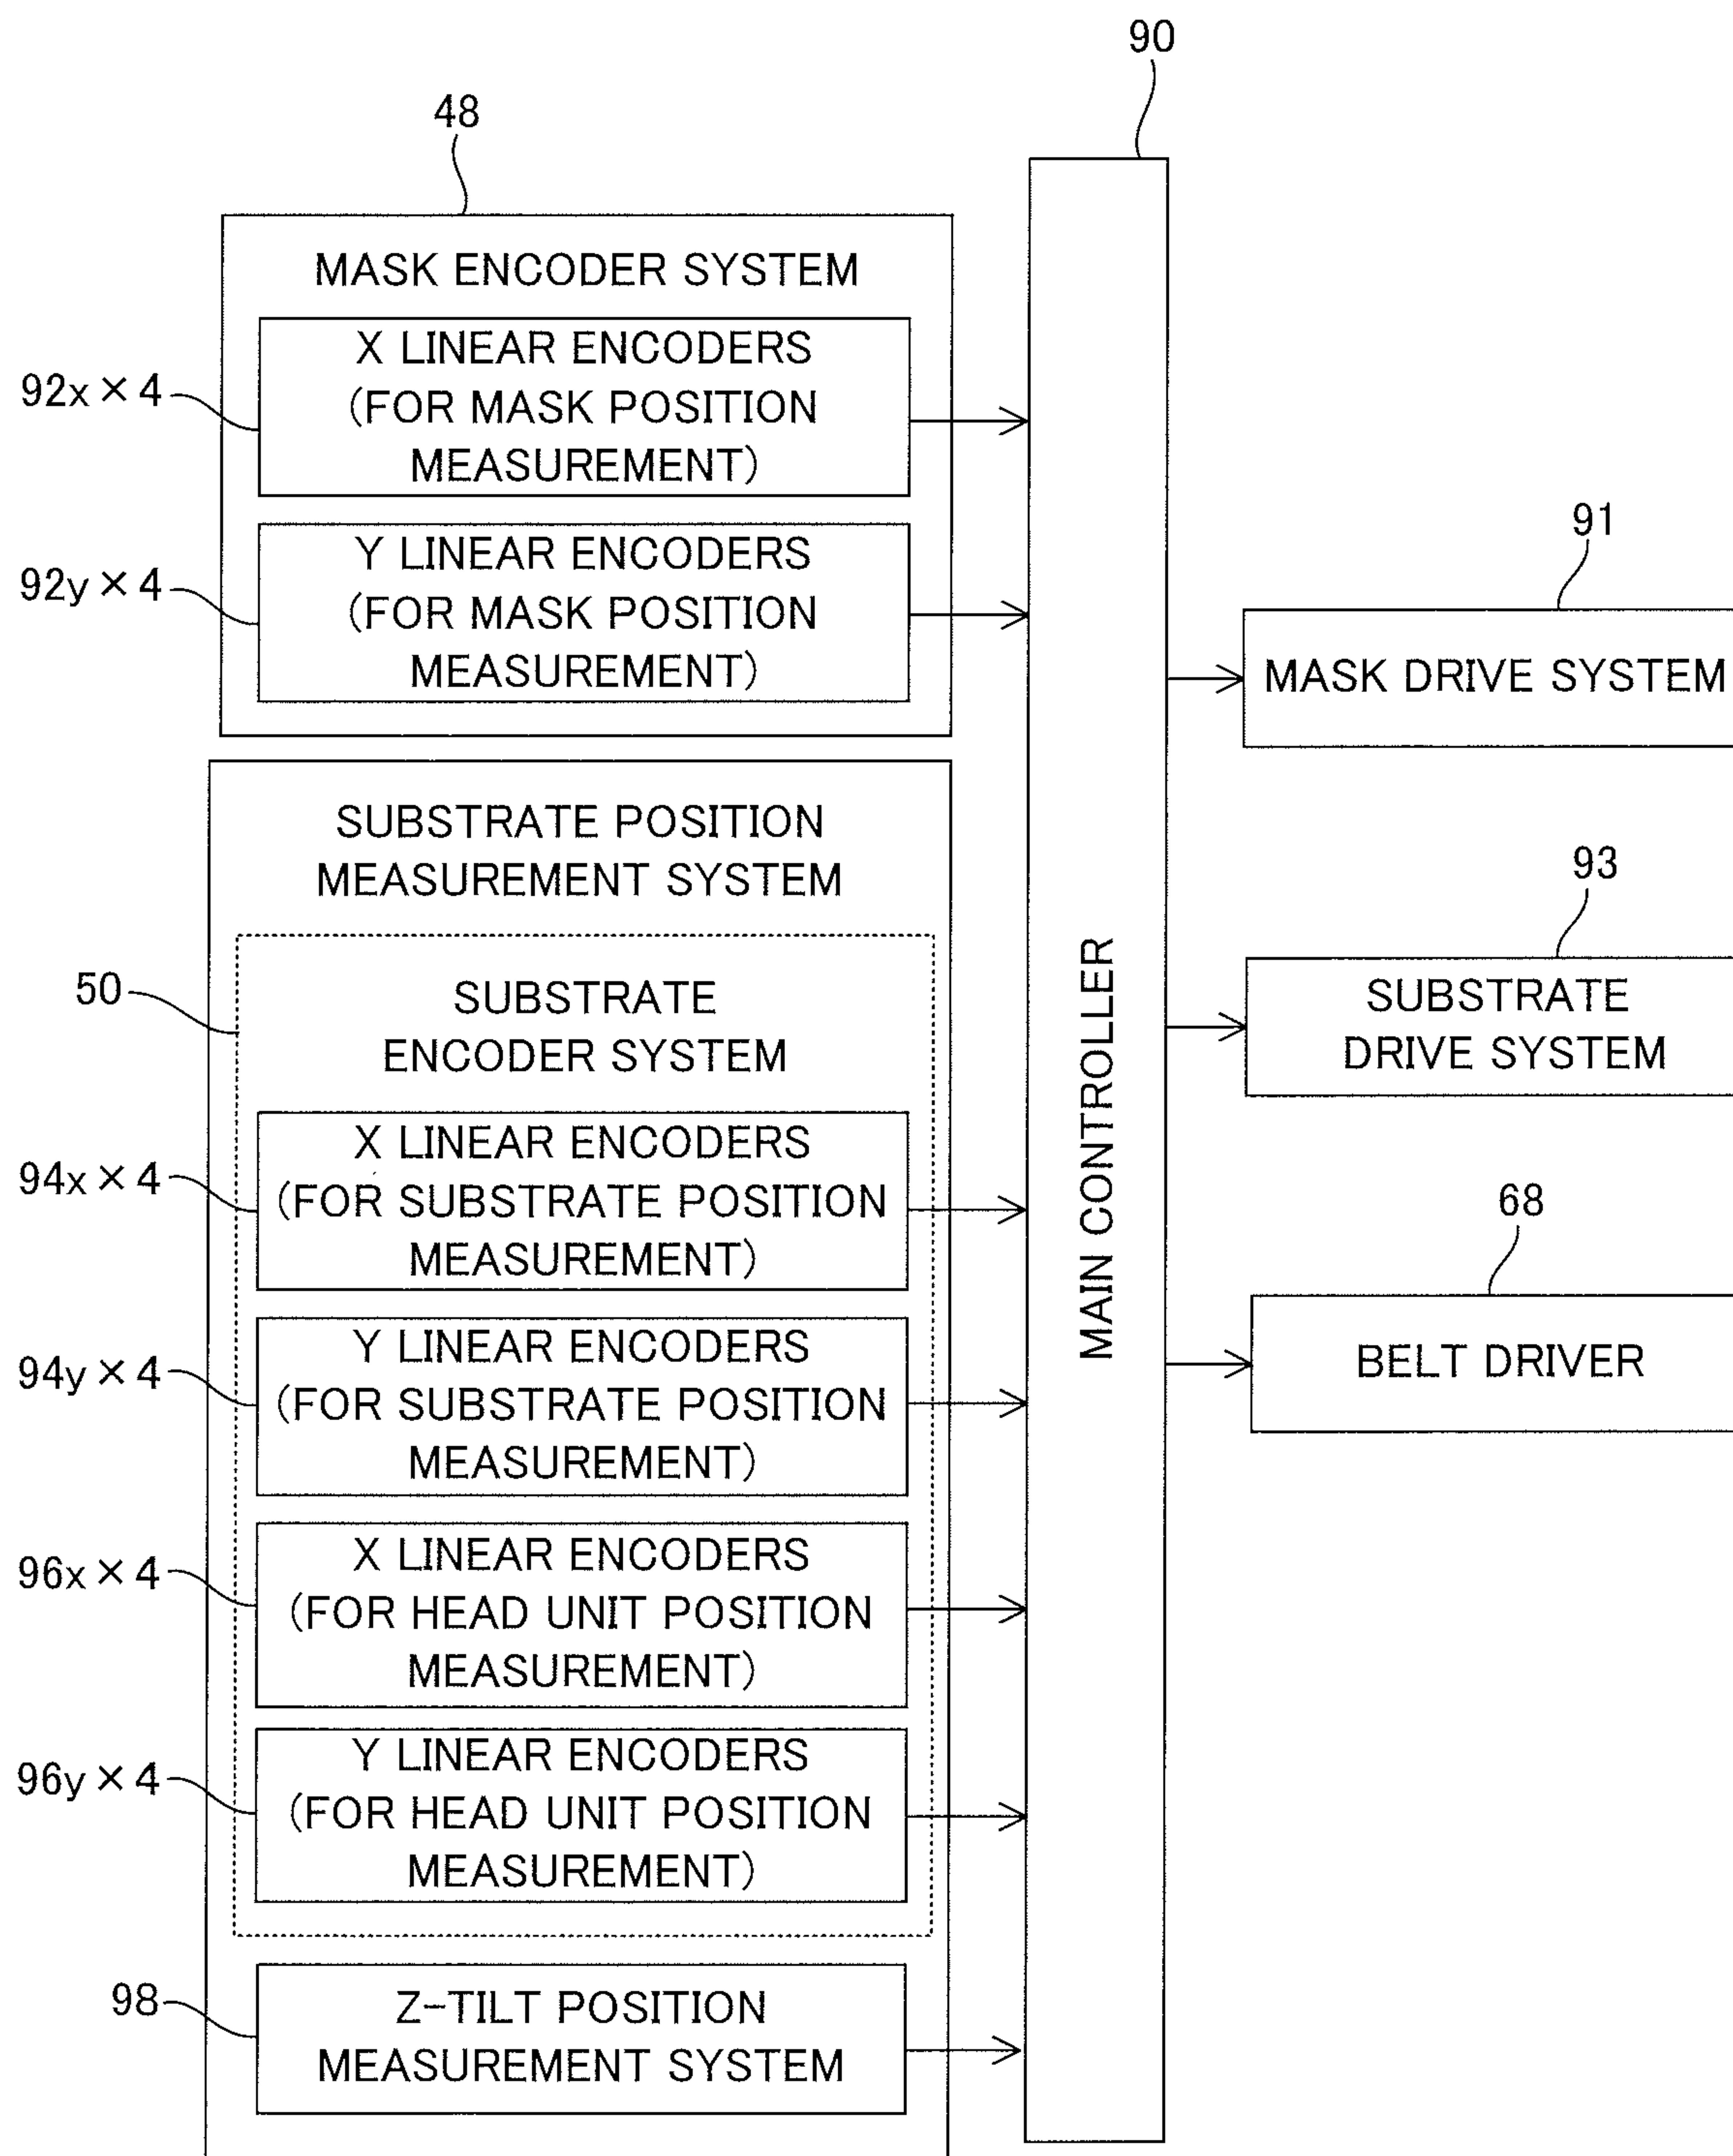 90
48
MASK ENCODER SYSTEM
92x×4
X LINEAR ENCODERS
(FOR MASK POSITION
MEASUREMENT)
92y×4
Y LINEAR ENCODERS
(FOR MASK POSITION
MEASUREMENT)
SUBSTRATE POSITION
MEASUREMENT SYSTEM
50
SUBSTRATE
ENCODER SYSTEM
94x×4
X LINEAR ENCODERS
(FOR SUBSTRATE POSITION
MEASUREMENT)
94y×4
Y LINEAR ENCODERS
(FOR SUBSTRATE POSITION
MEASUREMENT)
96x×4
X LINEAR ENCODERS
(FOR HEAD UNIT POSITION
MEASUREMENT)
96y×4
Y LINEAR ENCODERS
(FOR HEAD UNIT POSITION
MEASUREMENT)
98
Z-TILT POSITION
MEASUREMENT SYSTEM
MAIN CONTROLLER
91
MASK DRIVE SYSTEM
93
SUBSTRATE
DRIVE SYSTEM
68
BELT DRIVER